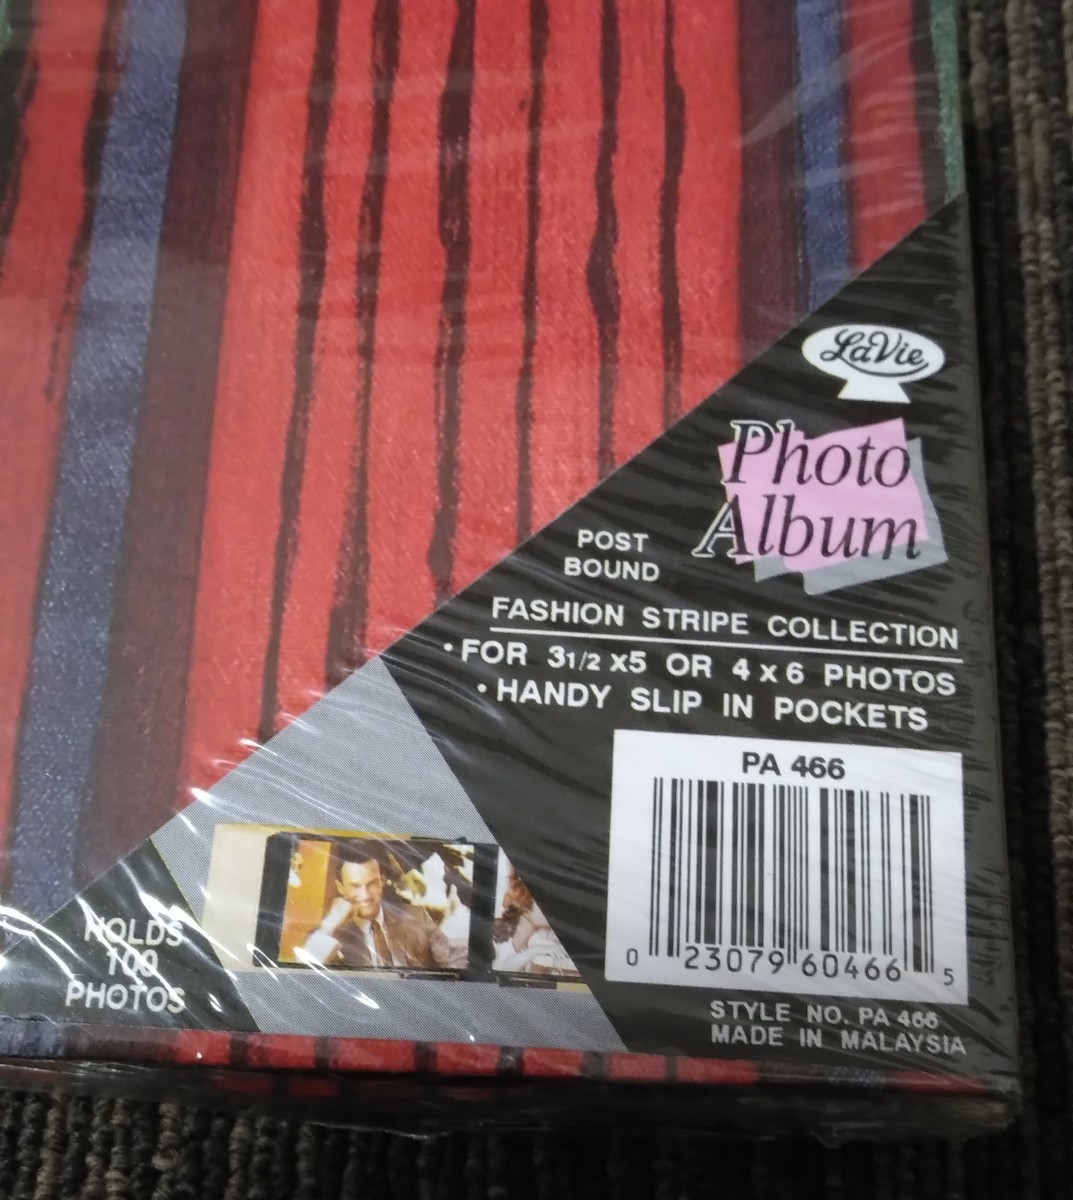 LaVie
Photo
Album
POST
BOUND
FASHION STRIPE COLLECTION
• FOR 3 1/2 x5 OR 4 x 6 PHOTOS
• HANDY SLIP IN POCKETS
PA 466
0 23079 60466 5
HOLDS
100
PHOTOS
STYLE NO. PA 466
MADE IN MALAYSIA